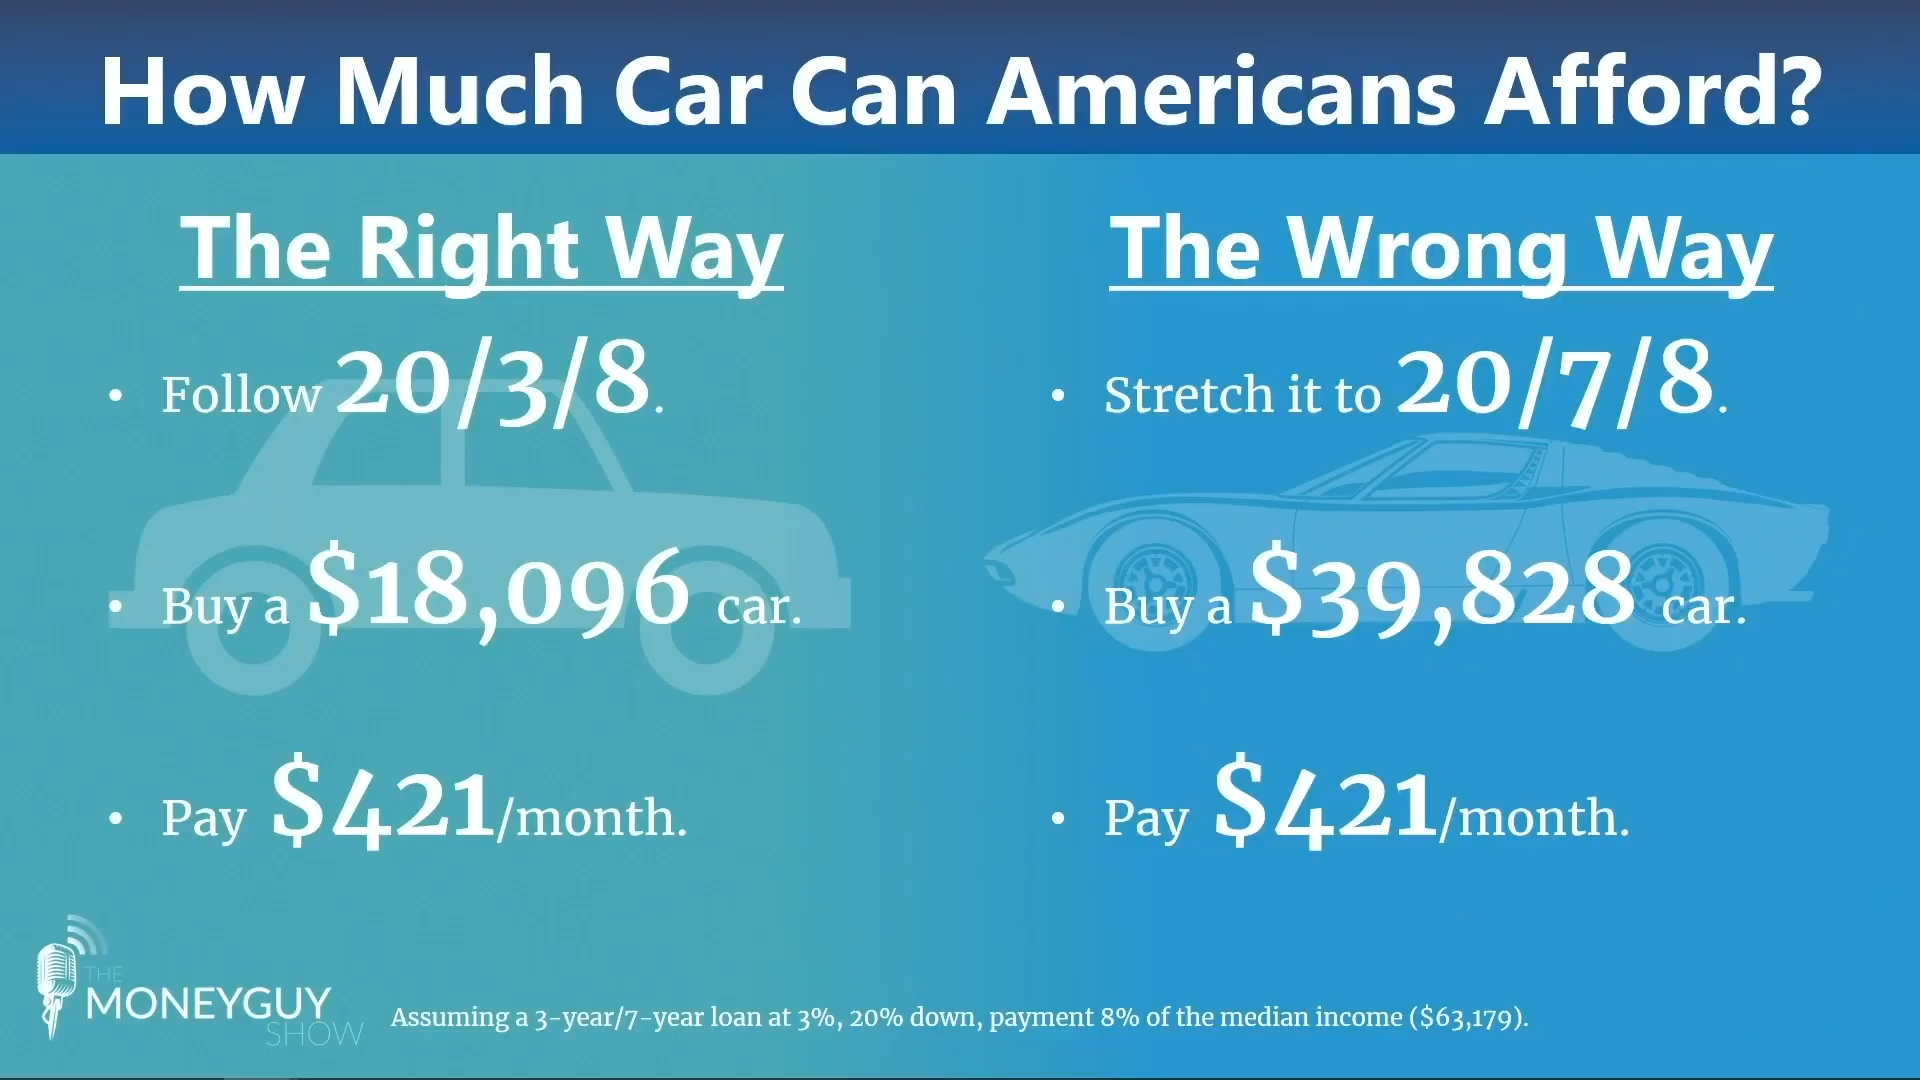 How Much Car Can Americans Afford?
The Right Way
• Follow 20/3/8.
• Buy a $18,096 car.
• Pay $421/month.
The Wrong Way
• Stretch it to 20/7/8.
• Buy a $39,828 car.
• Pay $421/month.
THE
MONEYGUY
SHOW
Assuming a 3-year/7-year loan at 3%, 20% down, payment 8% of the median income ($63,179).